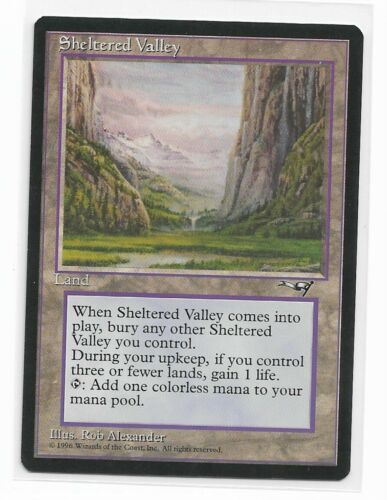 Sheltered Valley
Land
When Sheltered Valley comes into
play, bury any other Sheltered
Valley you control.
During your upkeep, if you control
three or fewer lands, gain 1 life.
: Add one colorless mana to your
mana pool.
Illus. Rob Alexander
© 1996 Wizards of the Coast, Inc. All rights reserved.